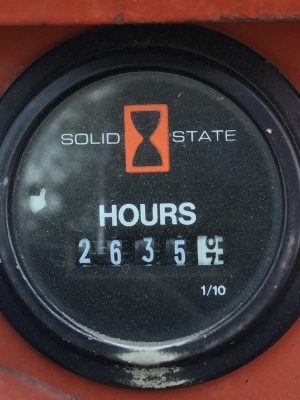 SOLID STATE
HOURS
2635
1/10